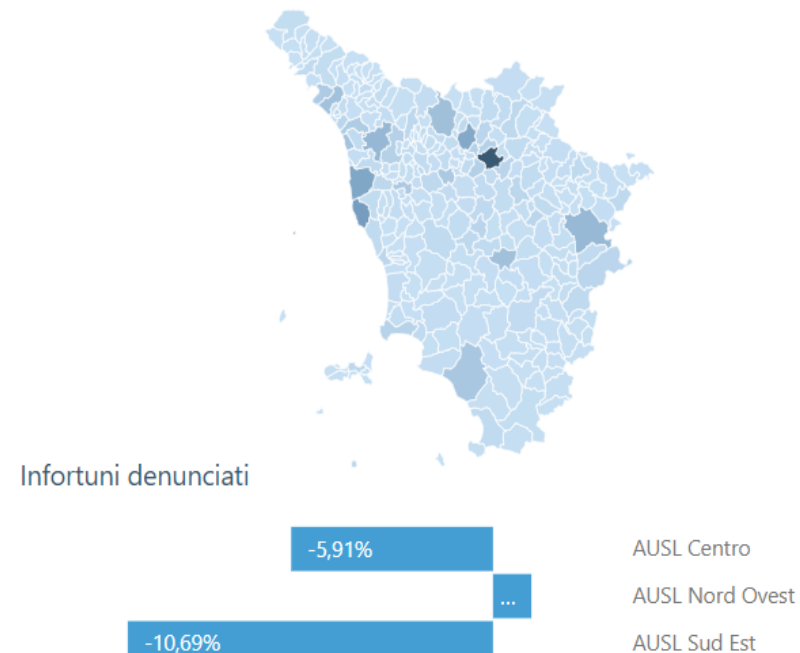 Infortuni denunciati
-5,91% AUSL Centro
... AUSL Nord Ovest
-10,69% AUSL Sud Est